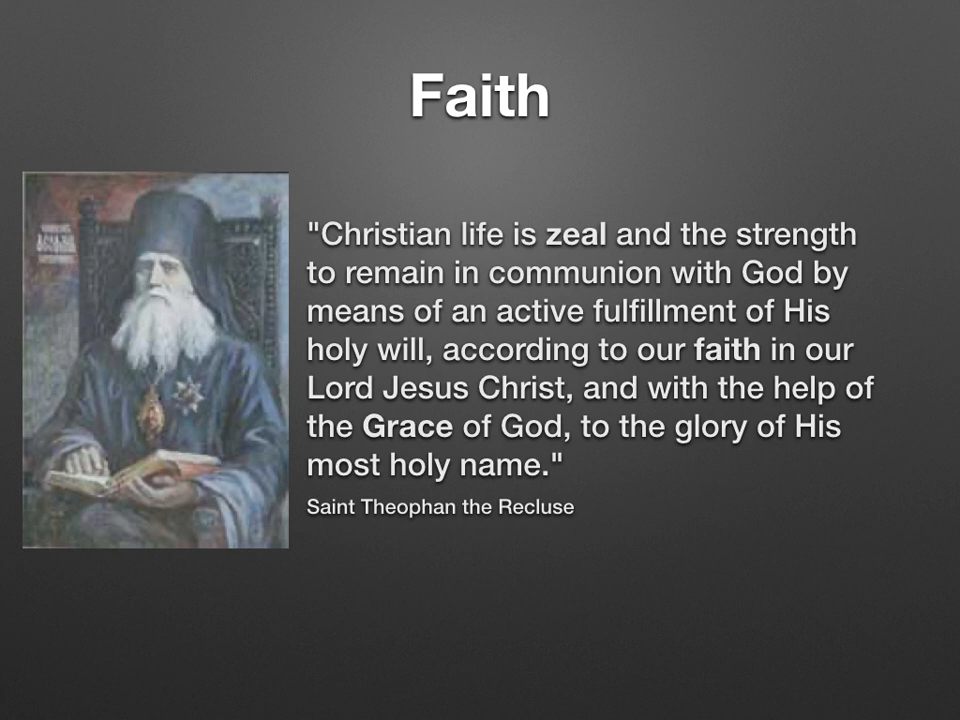 Faith
"Christian life is zeal and the strength
to remain in communion with God by
means of an active fulfillment of His
holy will, according to our faith in our
Lord Jesus Christ, and with the help of
the Grace of God, to the glory of His
most holy name."
Saint Theophan the Recluse